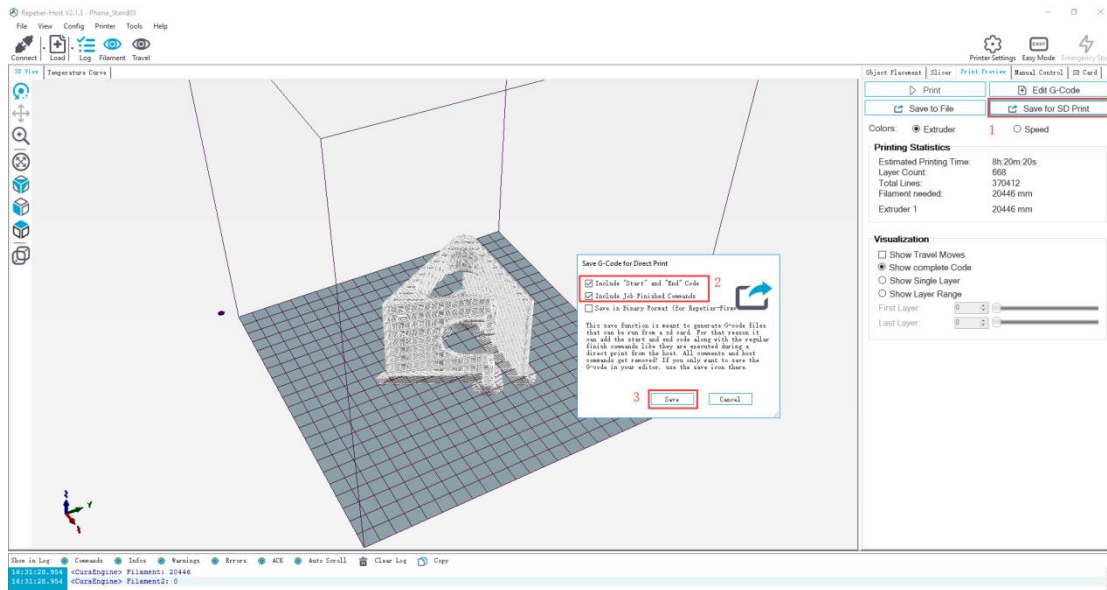 Repetier-Host V2.1.3 - Phone_Stand05
File View Config Printer Tools Help
Connect Load Log Filament Travel
Printer Settings Easy Mode Emergency Sto
3D View Temperature Curve
Object Placement Slicer Print Preview Manual Control SD Card
Print Edit G-Code
Save to File Save for SD Print
Colors: Extruder 1 Speed
Printing Statistics
Estimated Printing Time: 8h:20m:20s
Layer Count: 668
Total Lines: 370412
Filament needed: 20446 mm
Extruder 1 20446 mm
Visualization
Show Travel Moves
Show complete Code
Show Single Layer
Show Layer Range
First Layer: 0
Last Layer: 0
Save G-Code for Direct Print
Include "Start" and "End" Code 2
Include Job Finished Commands
Save in Binary Format (for Repetier-Firm
This save function is meant to generate G-code files
that can be run from a sd card. For that reason it
can add the start and end code along with the regular
finish commands like they are executed during a
direct print from the host. All comments and host
commands get removed! If you only want to save the
G-code in your editor, use the save icon there.
3 Save Cancel
Z
Y
Show in Log: Commands Infos Warnings Errors ACK Auto Scroll Clear Log Copy
16:31:28.954 <CuraEngine> Filament: 20446
16:31:28.954 <CuraEngine> Filament2: 0